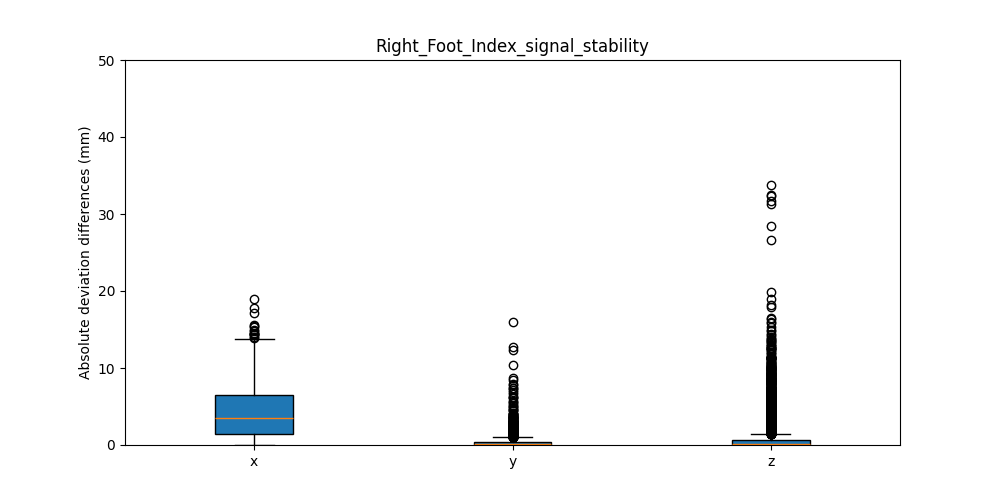 Right_Foot_Index_signal_stability
Absolute deviation differences (mm)
50
40
30
20
10
0
x
y
z